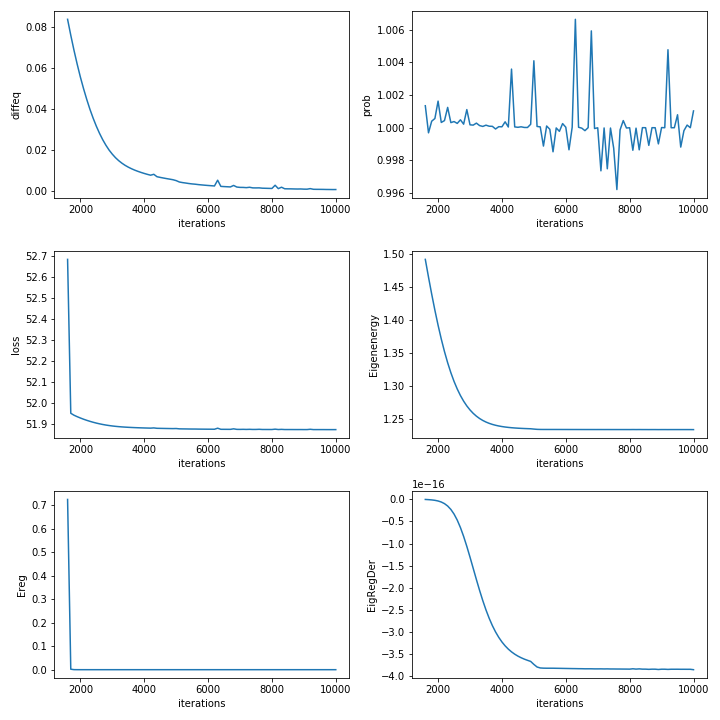 0.08
0.06
0.04
0.02
0.00
diffeq
2000 4000 6000 8000 10000
iterations
1.006
1.004
1.002
1.000
0.998
0.996
prob
2000 4000 6000 8000 10000
iterations
52.7
52.6
52.5
52.4
52.3
52.2
52.1
52.0
51.9
loss
2000 4000 6000 8000 10000
iterations
1.50
1.45
1.40
1.35
1.30
1.25
Eigenenergy
2000 4000 6000 8000 10000
iterations
0.7
0.6
0.5
0.4
0.3
0.2
0.1
0.0
Ereg
2000 4000 6000 8000 10000
iterations
1e−16
0.0
−0.5
−1.0
−1.5
−2.0
−2.5
−3.0
−3.5
−4.0
EigRegDer
2000 4000 6000 8000 10000
iterations